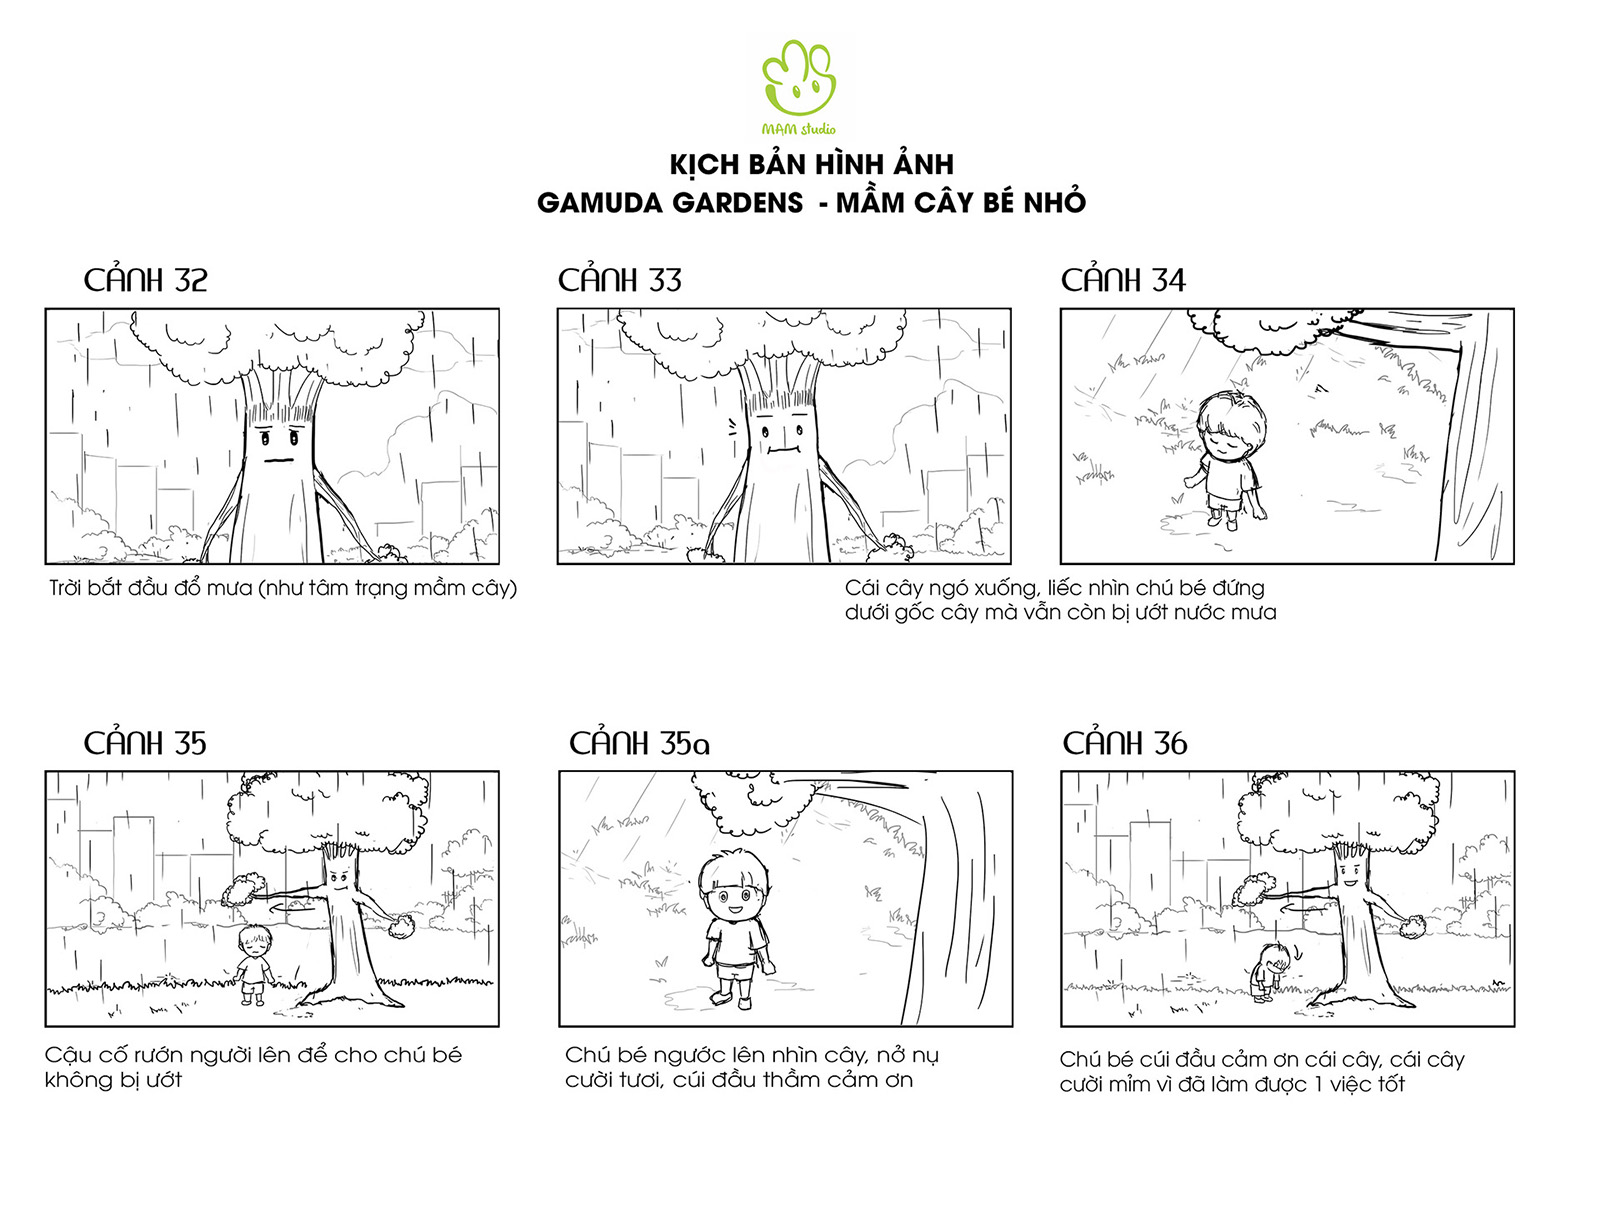 MAM studio
KỊCH BẢN HÌNH ẢNH
GAMUDA GARDENS - MẦM CÂY BÉ NHỎ
CẢNH 32
CẢNH 33
CẢNH 34
Trời bắt đầu đổ mưa (như tâm trạng mầm cây)
Cái cây ngó xuống, liếc nhìn chú bé đứng
dưới gốc cây mà vẫn còn bị ướt nước mưa
CẢNH 35
CẢNH 35a
CẢNH 36
Cậu cố rướn người lên để cho chú bé
không bị ướt
Chú bé ngước lên nhìn cây, nở nụ
cười tươi, cúi đầu thầm cảm ơn
Chú bé cúi đầu cảm ơn cái cây, cái cây
cười mỉm vì đã làm được 1 việc tốt